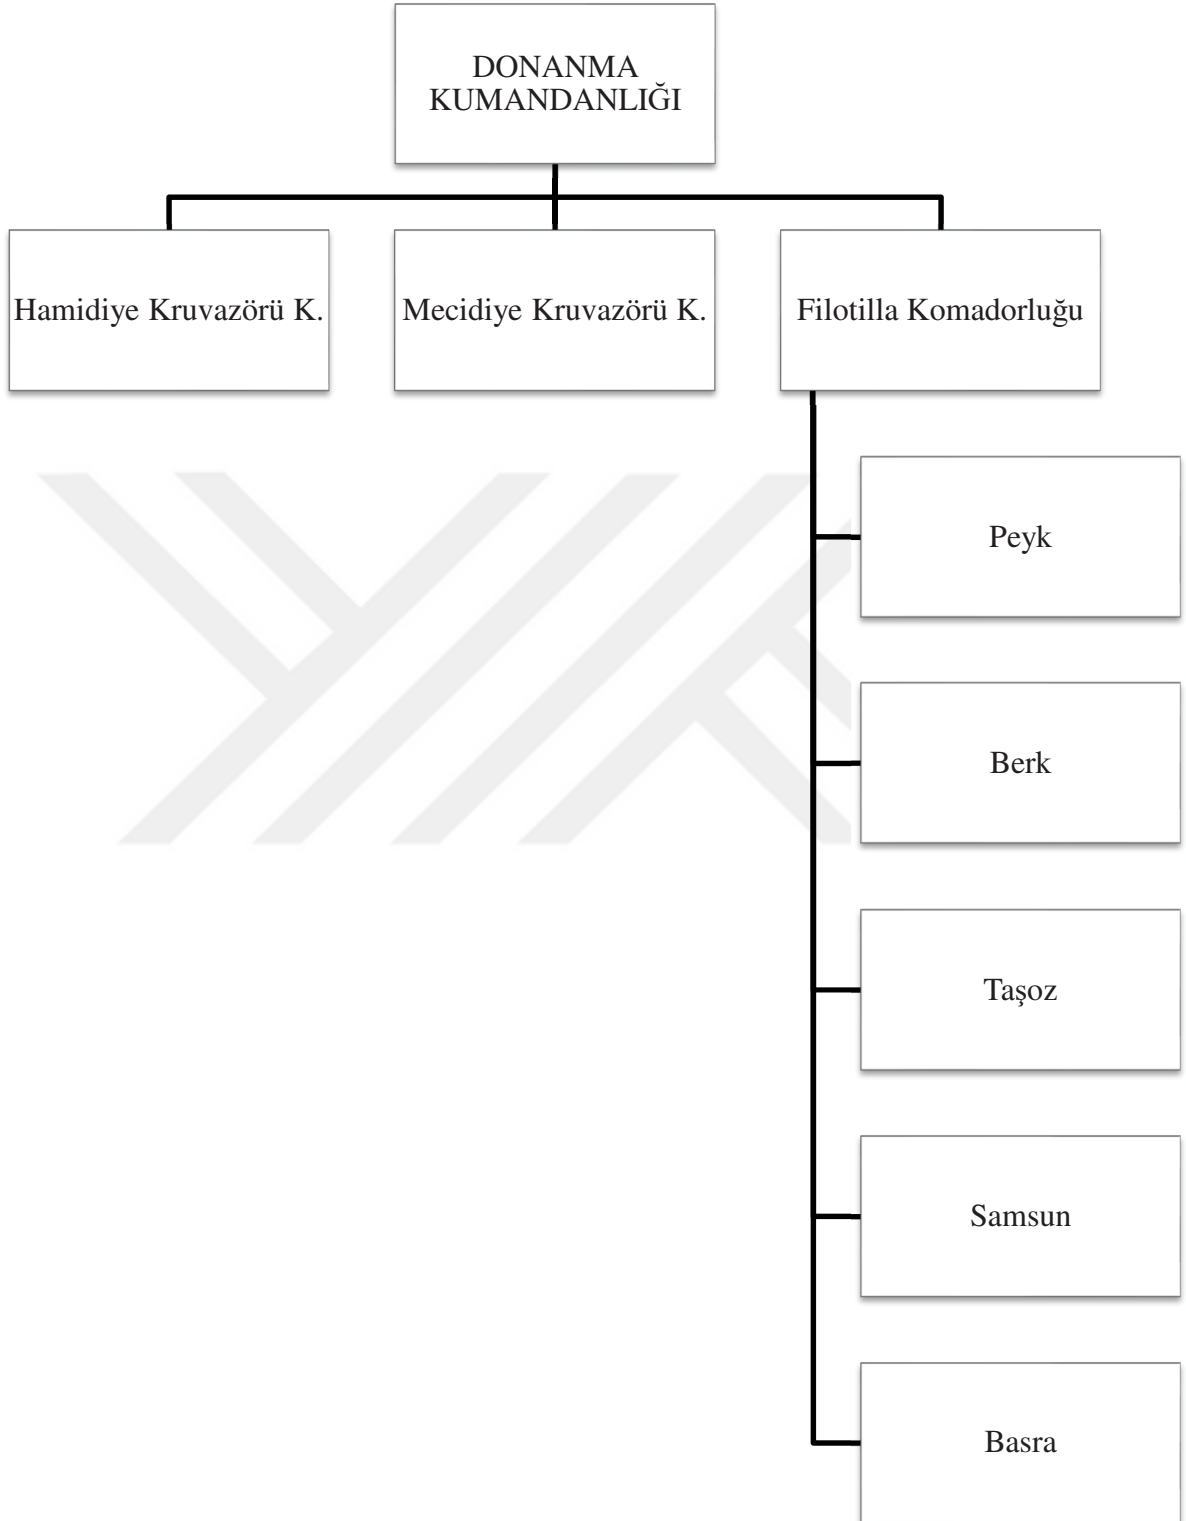 DONANMA
KUMANDANLIĞI
Hamidiye Kruvazörü K.
Mecidiye Kruvazörü K.
Filotilla Komadorluğu
Peyk
Berk
Taşoz
Samsun
Basra